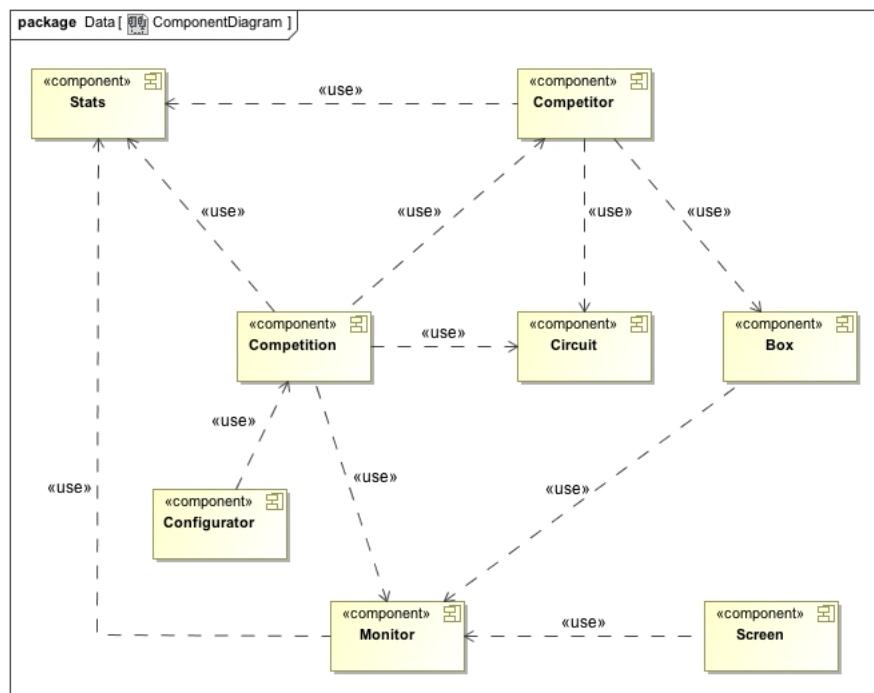 package Data [ ComponentDiagram ]
«component»
Stats
«use»
«component»
Competitor
«use»
«use»
«use»
«use»
«component»
Competition
«use»
«component»
Circuit
«component»
Box
«use»
«use»
«use»
«use»
«component»
Configurator
«component»
Monitor
«use»
«component»
Screen